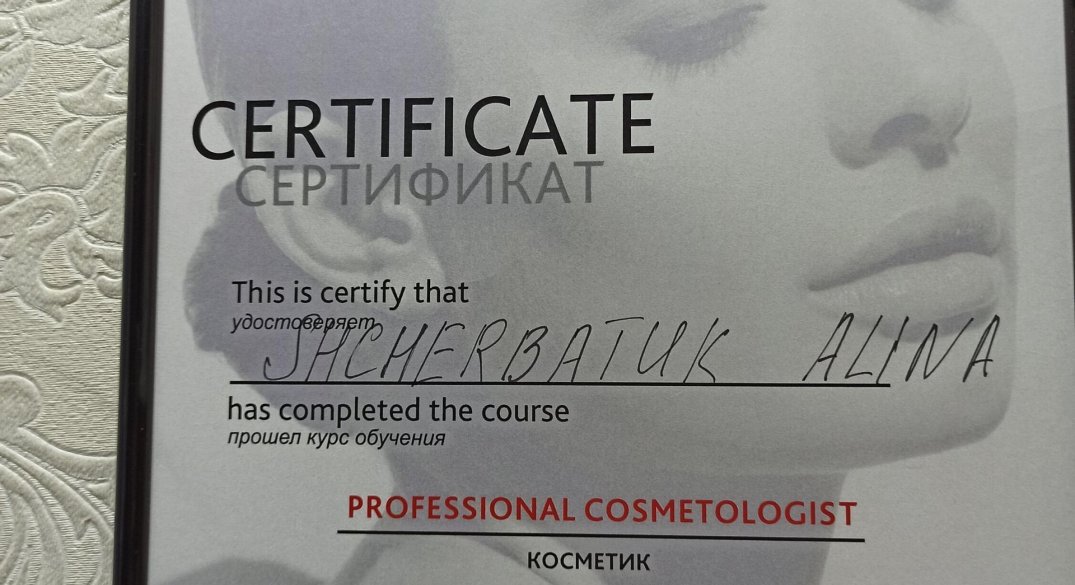 CERTIFICATE
СЕРТИФИКАТ
This is certify that
удостоверяет
SHCHERBATUK ALINA
has completed the course
прошел курс обучения
PROFESSIONAL COSMETOLOGIST
КОСМЕТИК